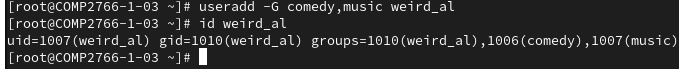 [root@COMP2766-1-03 ~]# useradd -G comedy,music weird_al
[root@COMP2766-1-03 ~]# id weird_al
uid=1007(weird_al) gid=1010(weird_al) groups=1010(weird_al),1006(comedy),1007(music)
[root@COMP2766-1-03 ~]#